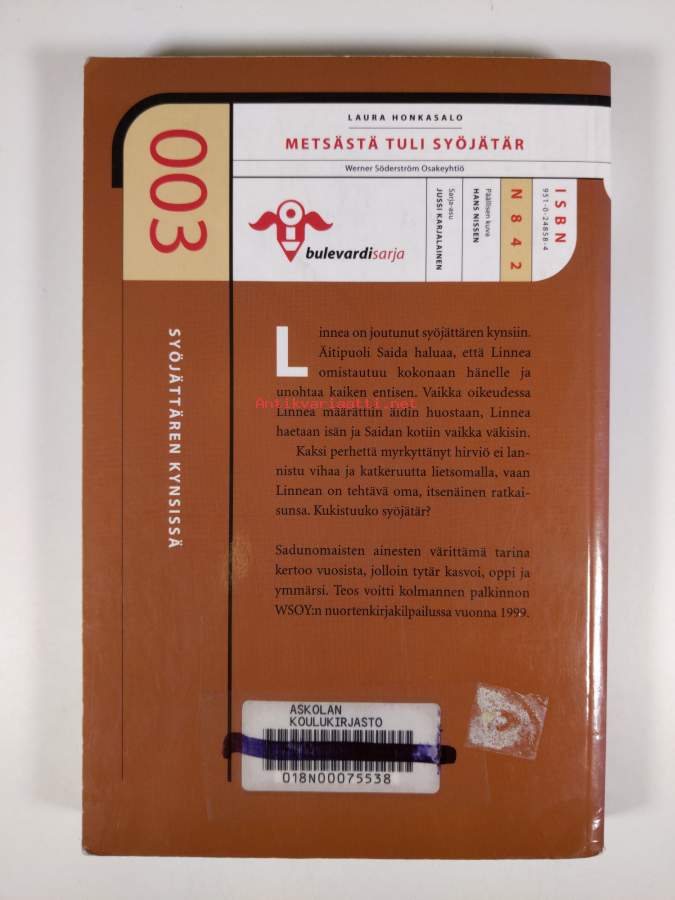 LAURA HONKASALO
METSÄSTÄ TULI SYÖJÄTÄR
Werner Söderström Osakeyhtiö
003
bulevardisarja
Sarja-asu
JUSSI KARJALAINEN
Päällisen kuva
HANS NISSEN
N842
ISBN
951-0-24858-4
SYÖJÄTTÄREN KYNSISSÄ
Linnea on joutunut syöjättären kynsiin.
Äitipuoli Saida haluaa, että Linnea
omistautuu kokonaan hänelle ja
unohtaa kaiken entisen. Vaikka oikeudessa
Antikvariaatti.net
Linnea määrättiin äidin huostaan, Linnea
haetaan isän ja Saidan kotiin vaikka väkisin.
Kaksi perhettä myrkyttänyt hirviö ei lan-
nistu vihaa ja katkeruutta lietsomalla, vaan
Linnean on tehtävä oma, itsenäinen ratkai-
sunsa. Kukistuuko syöjätär?
Sadunomaisten ainesten värittämä tarina
kertoo vuosista, jolloin tytär kasvoi, oppi ja
ymmärsi. Teos voitti kolmannen palkinnon
WSOY:n nuortenkirjakilpailussa vuonna 1999.
ASKOLAN
KOULUKIRJASTO
018N00075538